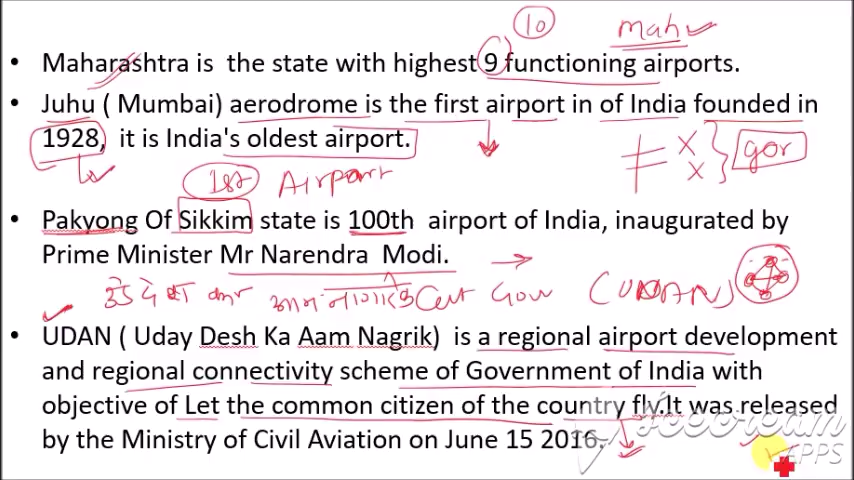 10 mah
• Maharashtra is the state with highest 9 functioning airports.
• Juhu ( Mumbai) aerodrome is the first airport in of India founded in
1928, it is India's oldest airport.
gov
1st Airport
• Pakyong Of Sikkim state is 100th airport of India, inaugurated by
Prime Minister Mr Narendra Modi.
Gov (UDAN)
• UDAN ( Uday Desh Ka Aam Nagrik) is a regional airport development
and regional connectivity scheme of Government of India with
objective of Let the common citizen of the country fly.It was released
by the Ministry of Civil Aviation on June 15 2016.
APPS